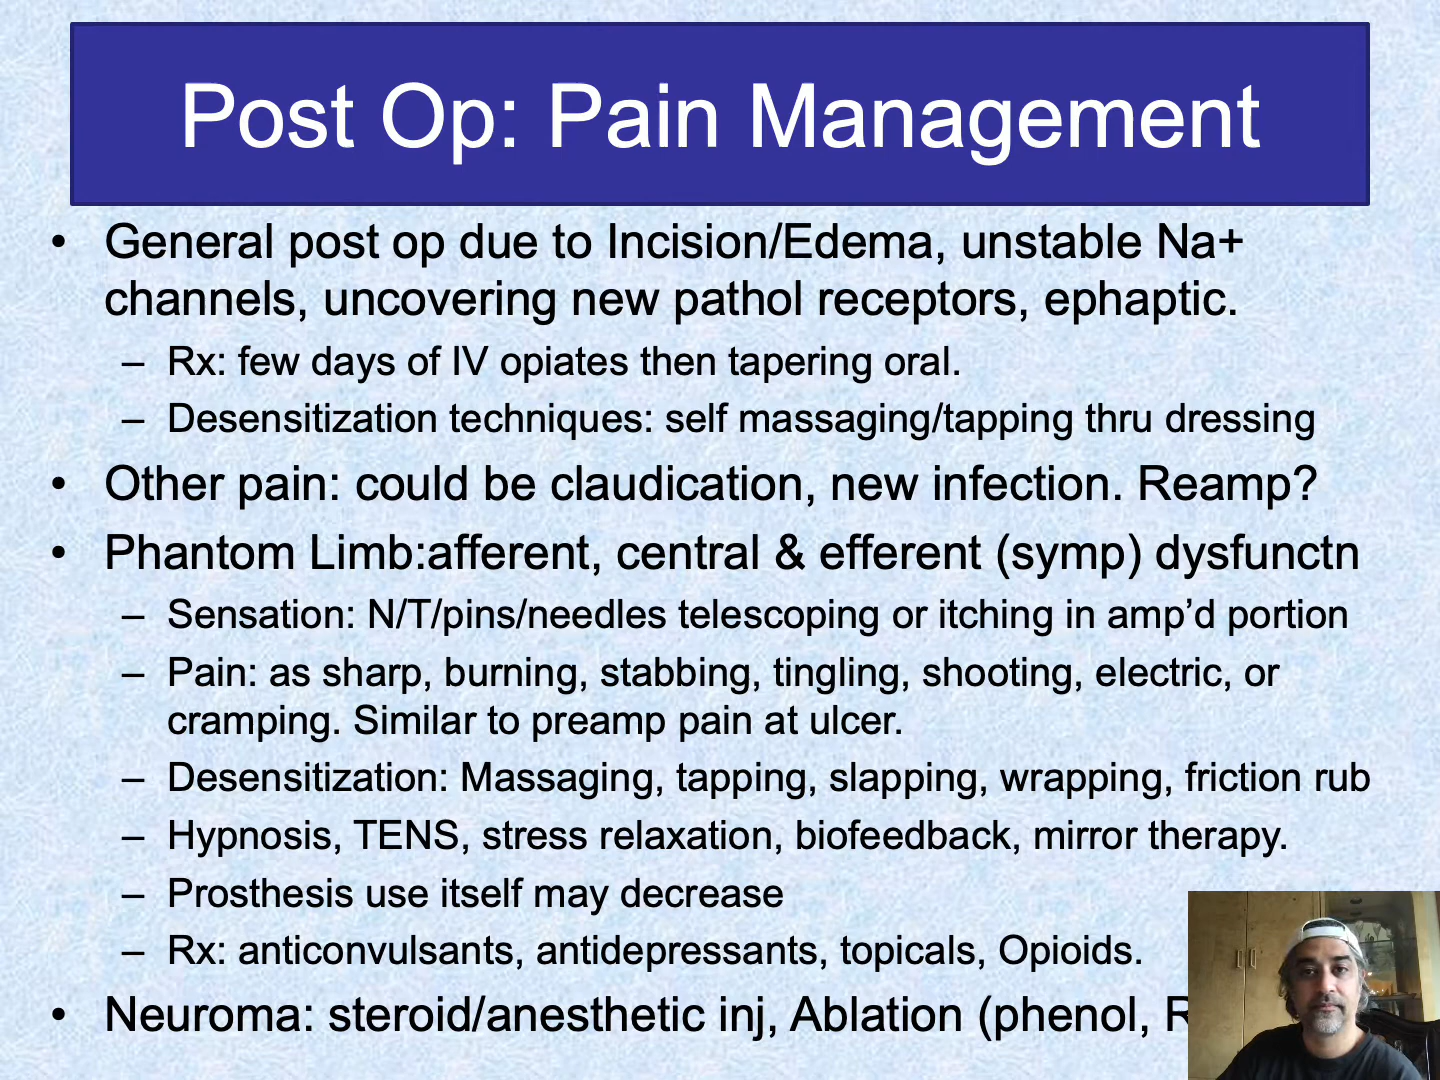 Post Op: Pain Management
• General post op due to Incision/Edema, unstable Na+
channels, uncovering new pathol receptors, ephaptic.
– Rx: few days of IV opiates then tapering oral.
– Desensitization techniques: self massaging/tapping thru dressing
• Other pain: could be claudication, new infection. Reamp?
• Phantom Limb:afferent, central & efferent (symp) dysfunctn
– Sensation: N/T/pins/needles telescoping or itching in amp’d portion
– Pain: as sharp, burning, stabbing, tingling, shooting, electric, or
cramping. Similar to preamp pain at ulcer.
– Desensitization: Massaging, tapping, slapping, wrapping, friction rub
– Hypnosis, TENS, stress relaxation, biofeedback, mirror therapy.
– Prosthesis use itself may decrease
– Rx: anticonvulsants, antidepressants, topicals, Opioids.
• Neuroma: steroid/anesthetic inj, Ablation (phenol,